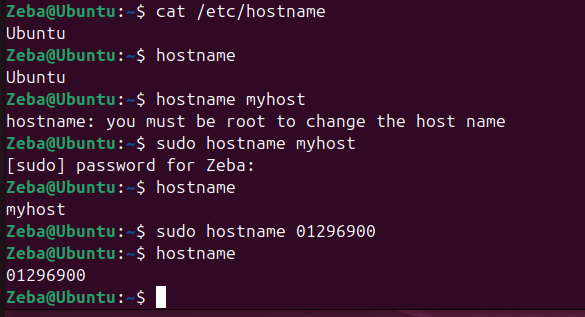 Zeba@Ubuntu:~$ cat /etc/hostname
Ubuntu
Zeba@Ubuntu:~$ hostname
Ubuntu
Zeba@Ubuntu:~$ hostname myhost
hostname: you must be root to change the host name
Zeba@Ubuntu:~$ sudo hostname myhost
[sudo] password for Zeba:
Zeba@Ubuntu:~$ hostname
myhost
Zeba@Ubuntu:~$ sudo hostname 01296900
Zeba@Ubuntu:~$ hostname
01296900
Zeba@Ubuntu:~$